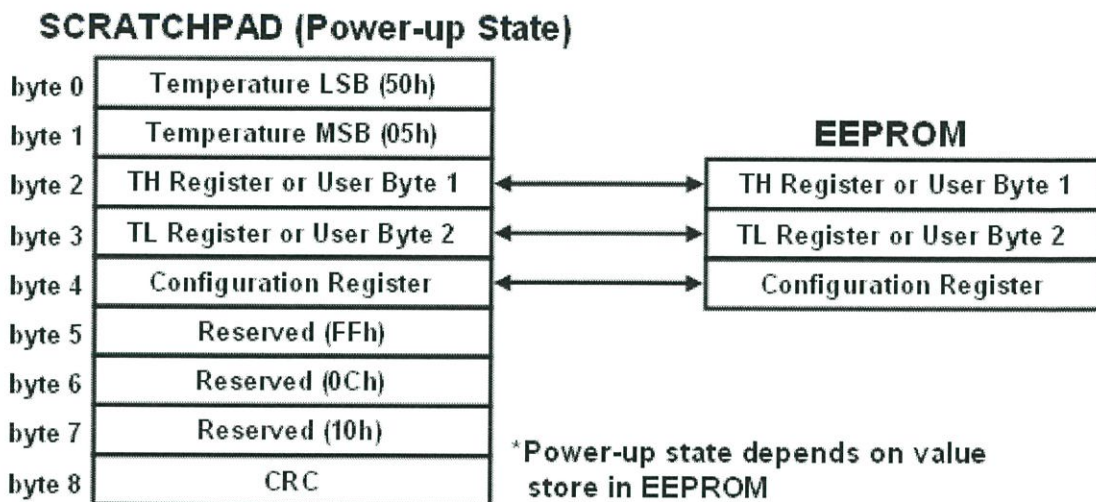 SCRATCHPAD (Power-up State)
byte 0 Temperature LSB (50h)
byte 1 Temperature MSB (05h)
byte 2 TH Register or User Byte 1
byte 3 TL Register or User Byte 2
byte 4 Configuration Register
byte 5 Reserved (FFh)
byte 6 Reserved (0Ch)
byte 7 Reserved (10h)
byte 8 CRC
EEPROM
TH Register or User Byte 1
TL Register or User Byte 2
Configuration Register
*Power-up state depends on value
store in EEPROM